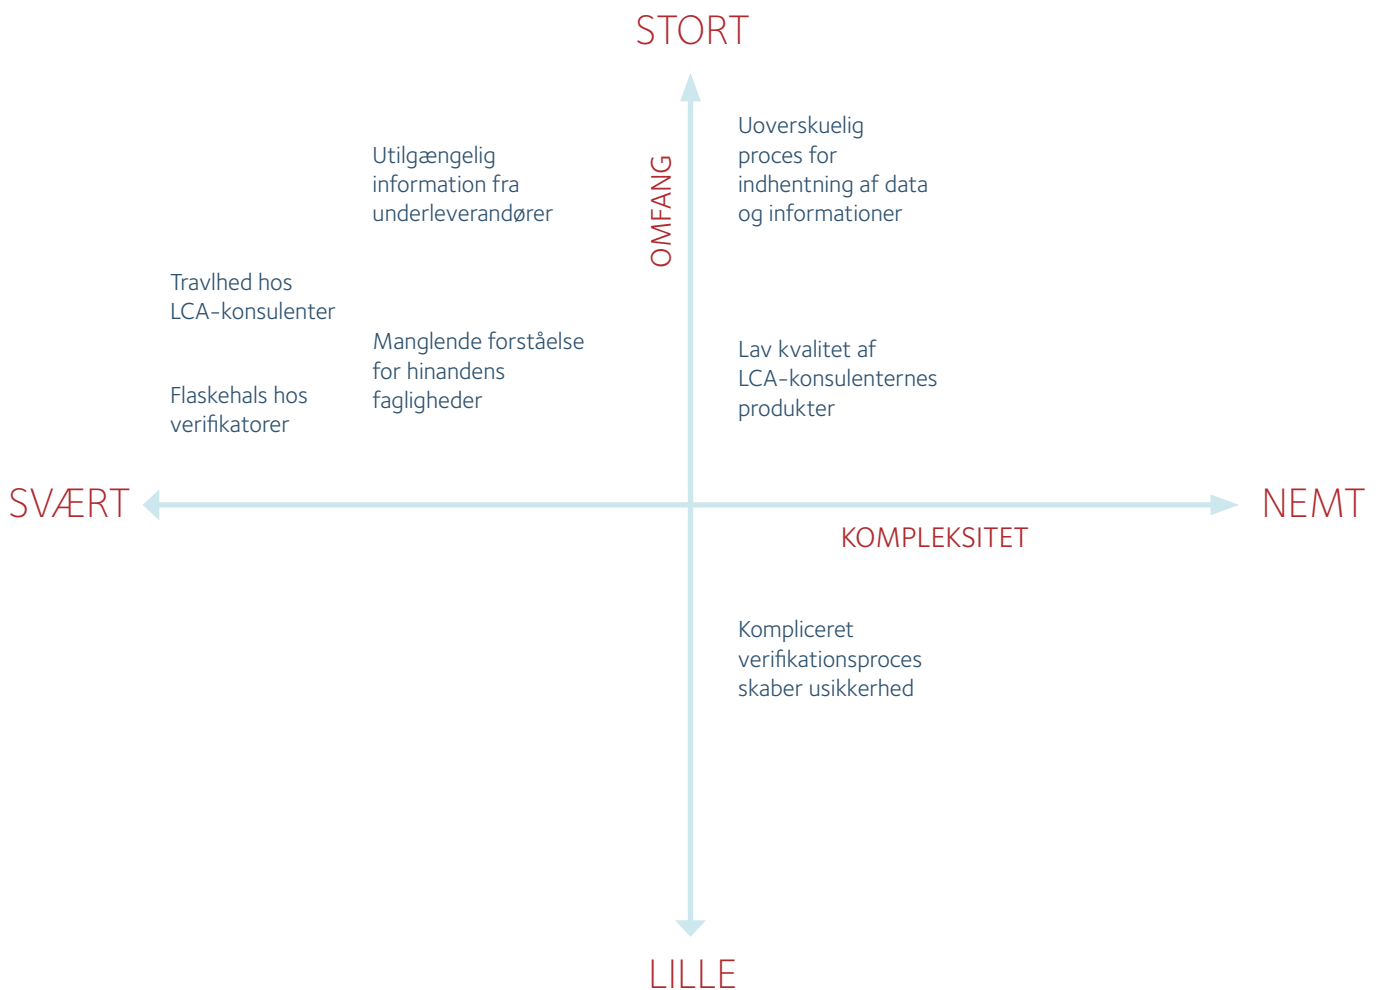 STORT
OMFANG
Uoverskuelig
proces for
indhentning af data
og informationer
Utilgængelig
information fra
underleverandører
Travlhed hos
LCA-konsulenter
Manglende forståelse
for hinandens
fagligheder
Lav kvalitet af
LCA-konsulenternes
produkter
Flaskehals hos
verifikatorer
SVÆRT
NEMT
KOMPLEKSITET
Kompliceret
verifikationsproces
skaber usikkerhed
LILLE